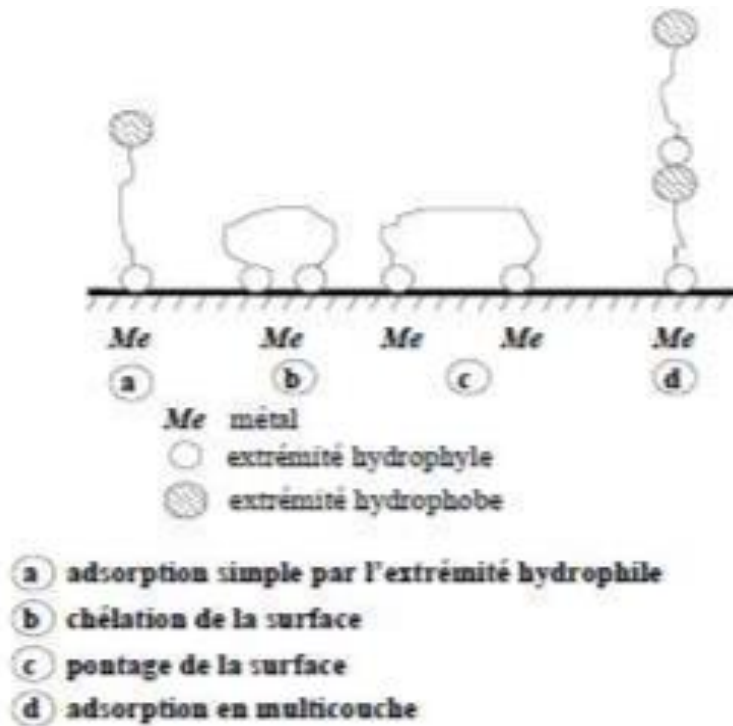 Me Me Me Me Me
a b c d
Me métal
extrémité hydrophyle
extrémité hydrophobe
a adsorption simple par l'extrémité hydrophile
b chélation de la surface
c pontage de la surface
d adsorption en multicouche